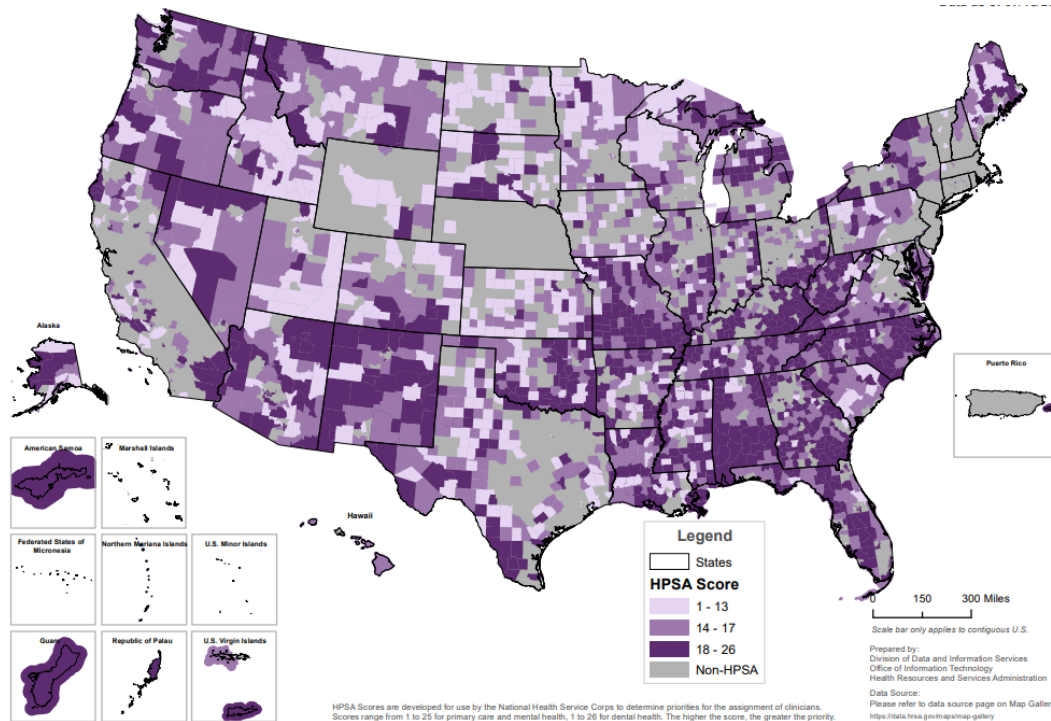 Alaska
Puerto Rico
American Samoa
Marshall Islands
Hawaii
Federated States of
Micronesia
Northern Mariana Islands
U.S. Minor Islands
Legend
States
HPSA Score
1 - 13
14 - 17
18 - 26
Non-HPSA
0 150 300 Miles
Scale bar only applies to contiguous U.S.
Guam
Republic of Palau
U.S. Virgin Islands
Prepared by:
Division of Data and Information Services
Office of Information Technology
Health Resources and Services Administration
Data Source:
Please refer to data source page on Map Galler
https://data.hrsa.gov/maps/map-gallery
HPSA Scores are developed for use by the National Health Service Corps to determine priorities for the assignment of clinicians.
Scores range from 1 to 25 for primary care and mental health, 1 to 26 for dental health. The higher the score, the greater the priority.